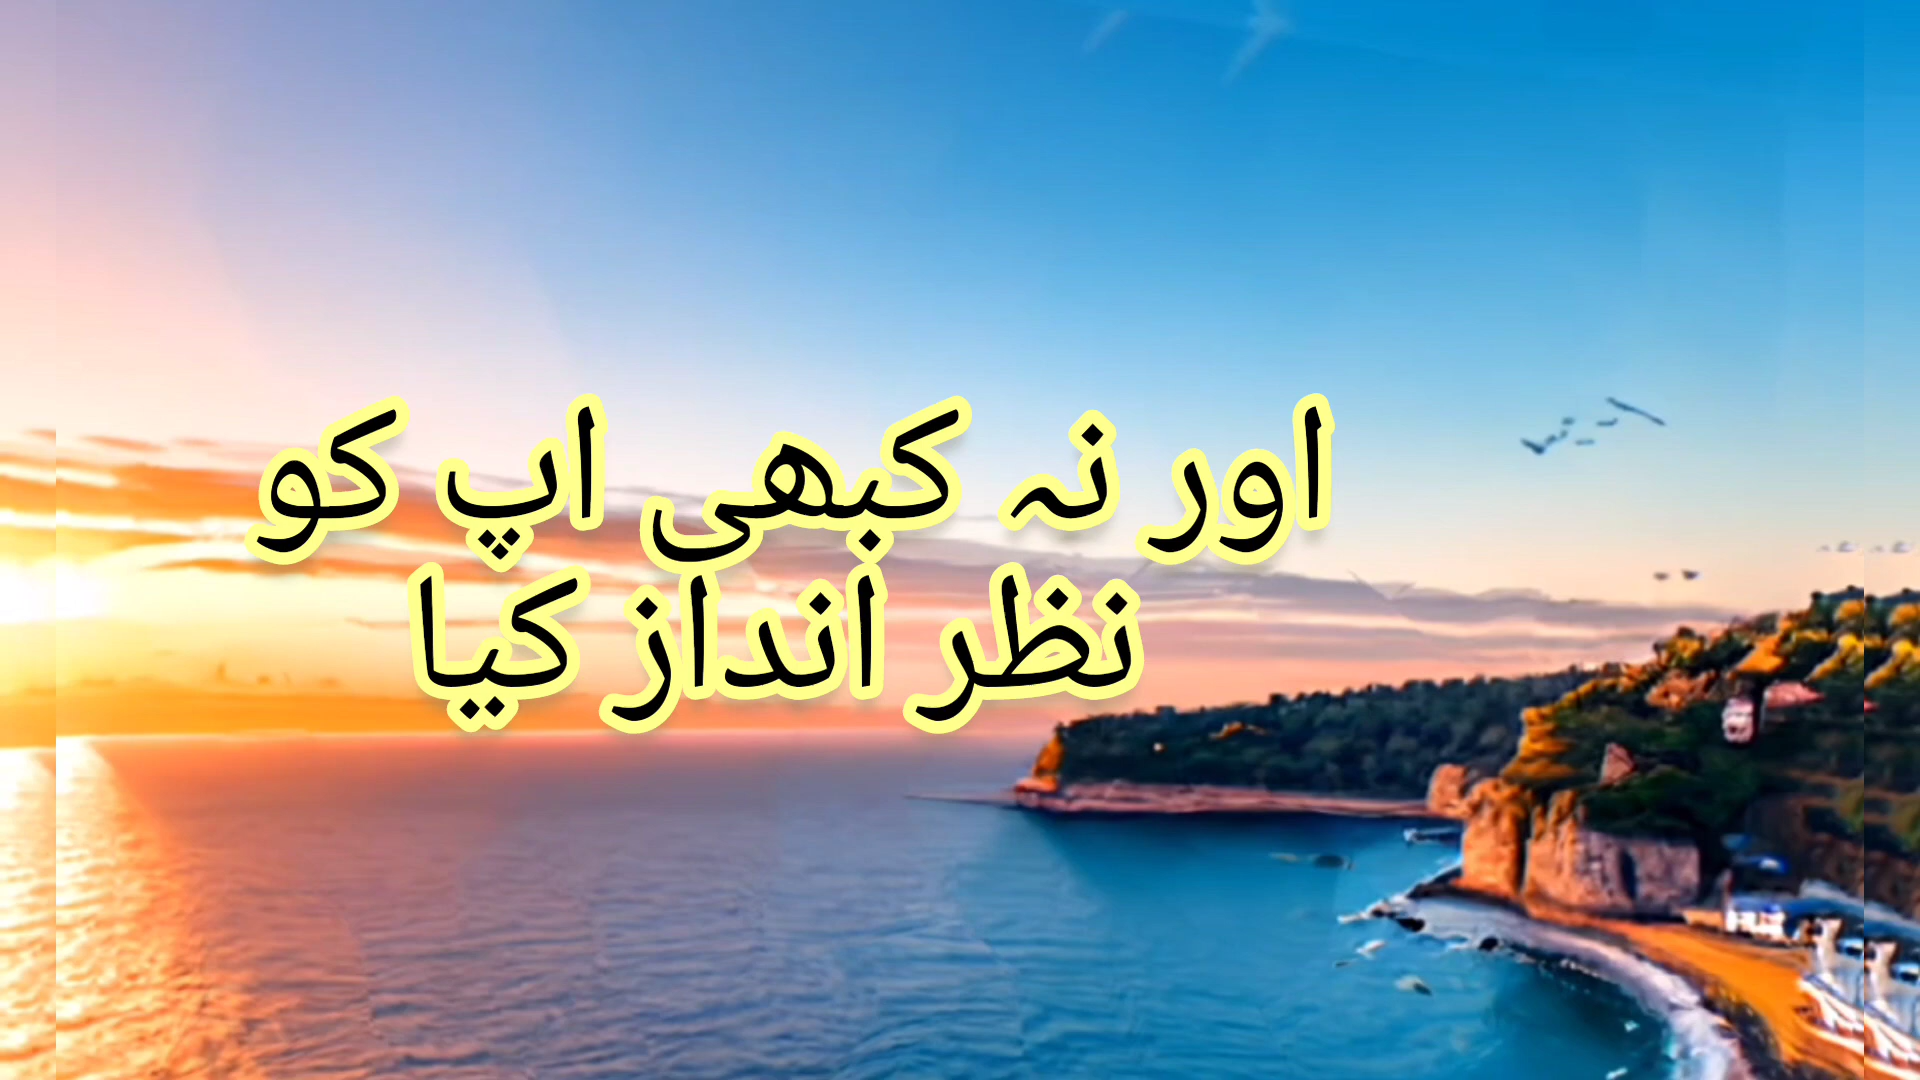 اور نہ کبھی اپ کو
نظر انداز کیا